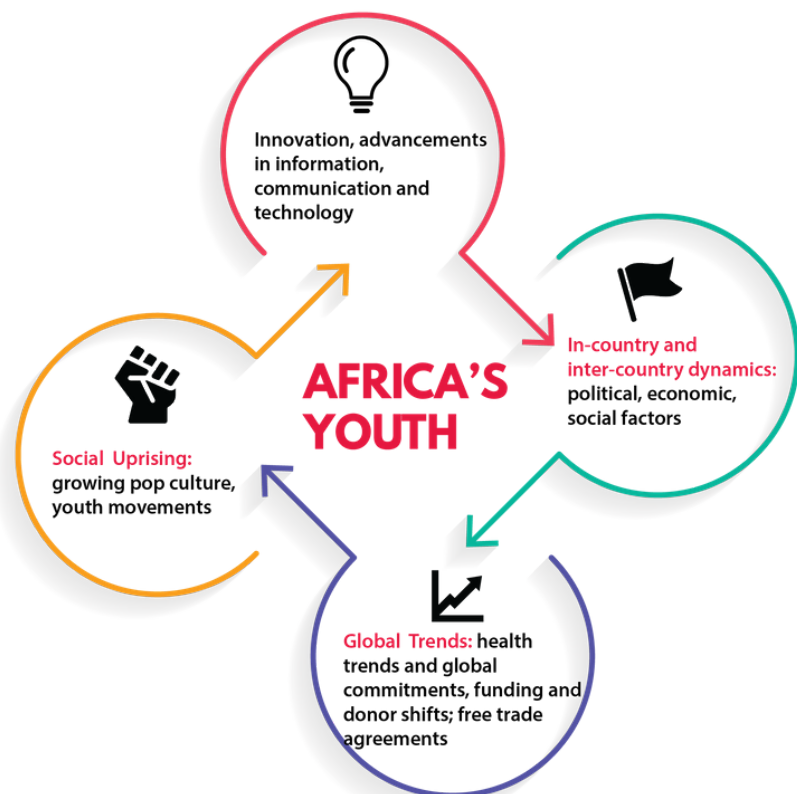 Innovation, advancements
in information,
communication and
technology
In-country and
inter-country dynamics:
political, economic,
social factors
AFRICA'S
YOUTH
Social Uprising:
growing pop culture,
youth movements
Global Trends: health
trends and global
commitments, funding and
donor shifts; free trade
agreements